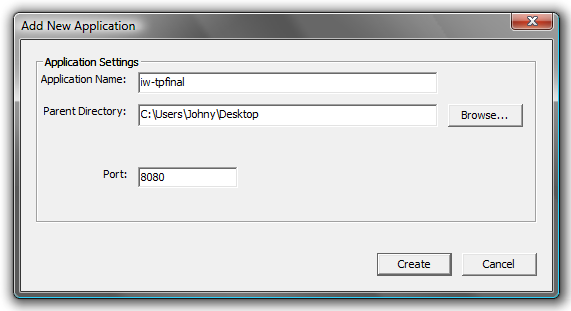 Add New Application
Application Settings
Application Name: iw-tpfinal
Parent Directory: C:\Users\Johny\Desktop Browse...
Port: 8080
Create Cancel